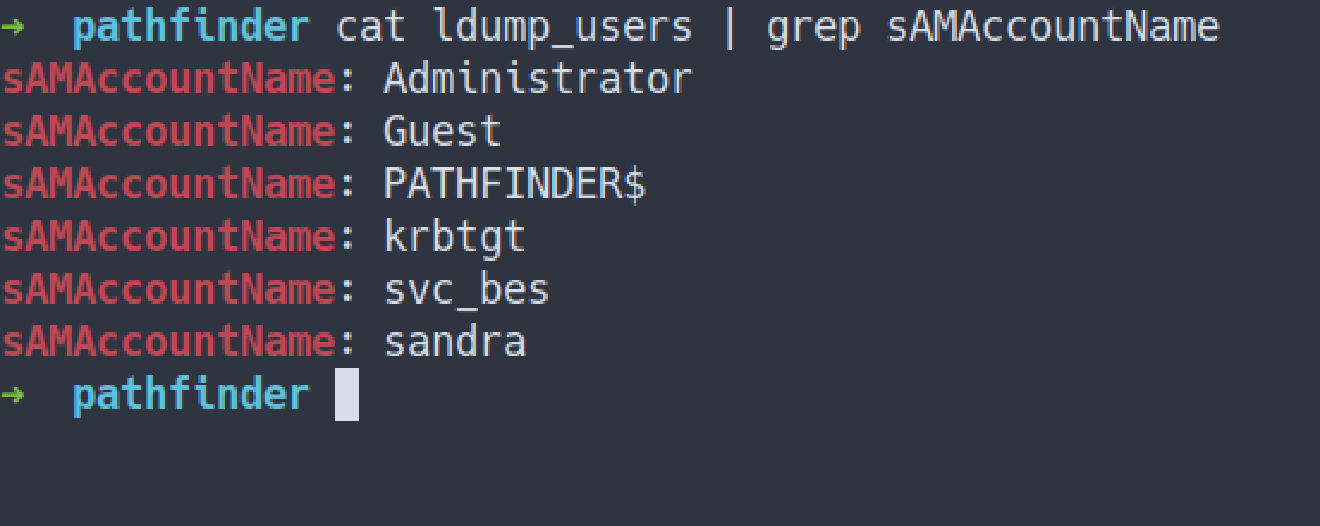 → pathfinder cat ldump_users | grep sAMAccountName
sAMAccountName: Administrator
sAMAccountName: Guest
sAMAccountName: PATHFINDER$
sAMAccountName: krbtgt
sAMAccountName: svc_bes
sAMAccountName: sandra
→ pathfinder